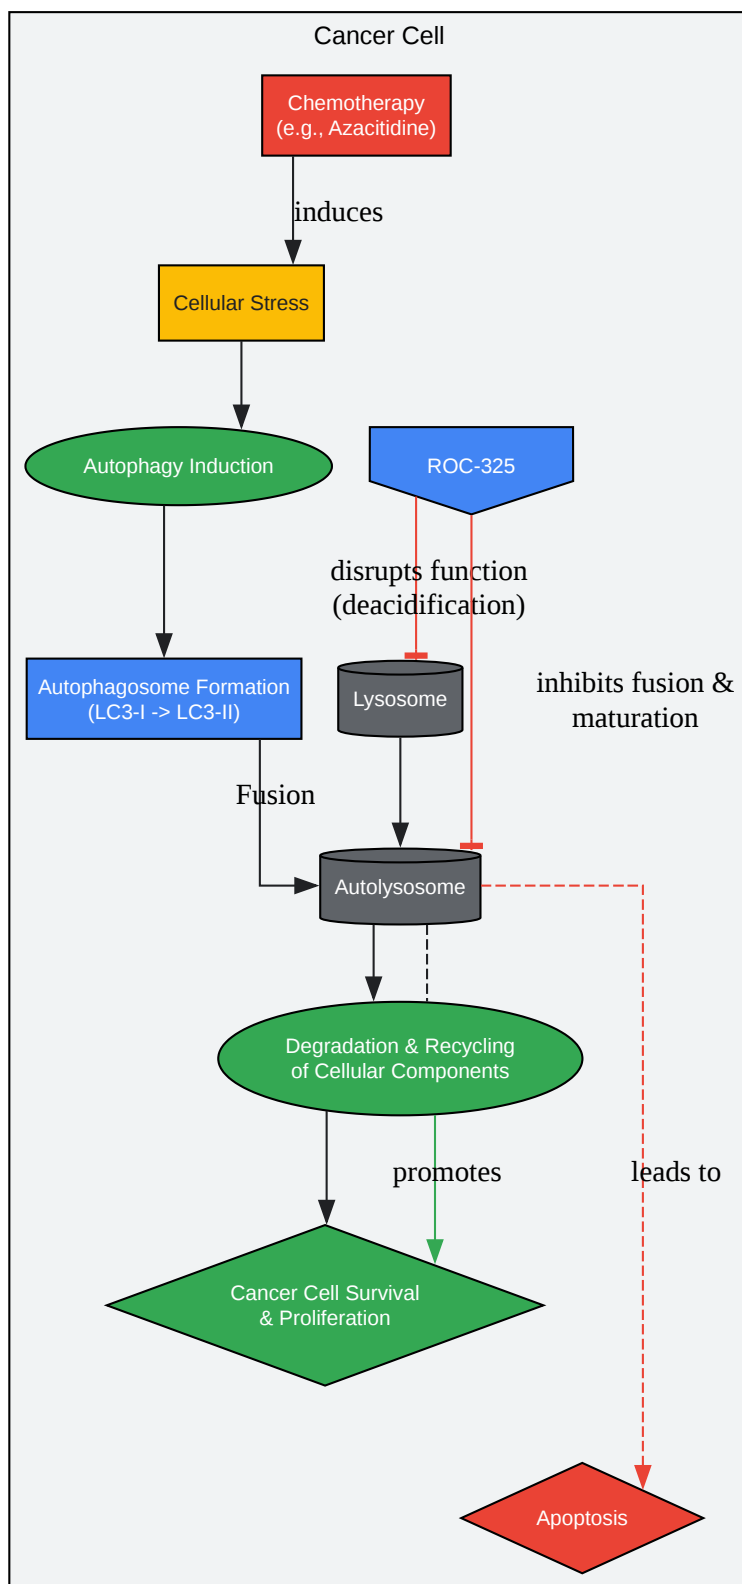 Cancer Cell
Chemotherapy
(e.g., Azacitidine)
induces
Cellular Stress
Autophagy Induction
ROC-325
disrupts function
(deacidification)
Autophagosome Formation
(LC3-I -> LC3-II)
Lysosome
inhibits fusion &
maturation
Fusion
Autolysosome
Degradation & Recycling
of Cellular Components
promotes
leads to
Cancer Cell Survival
& Proliferation
Apoptosis